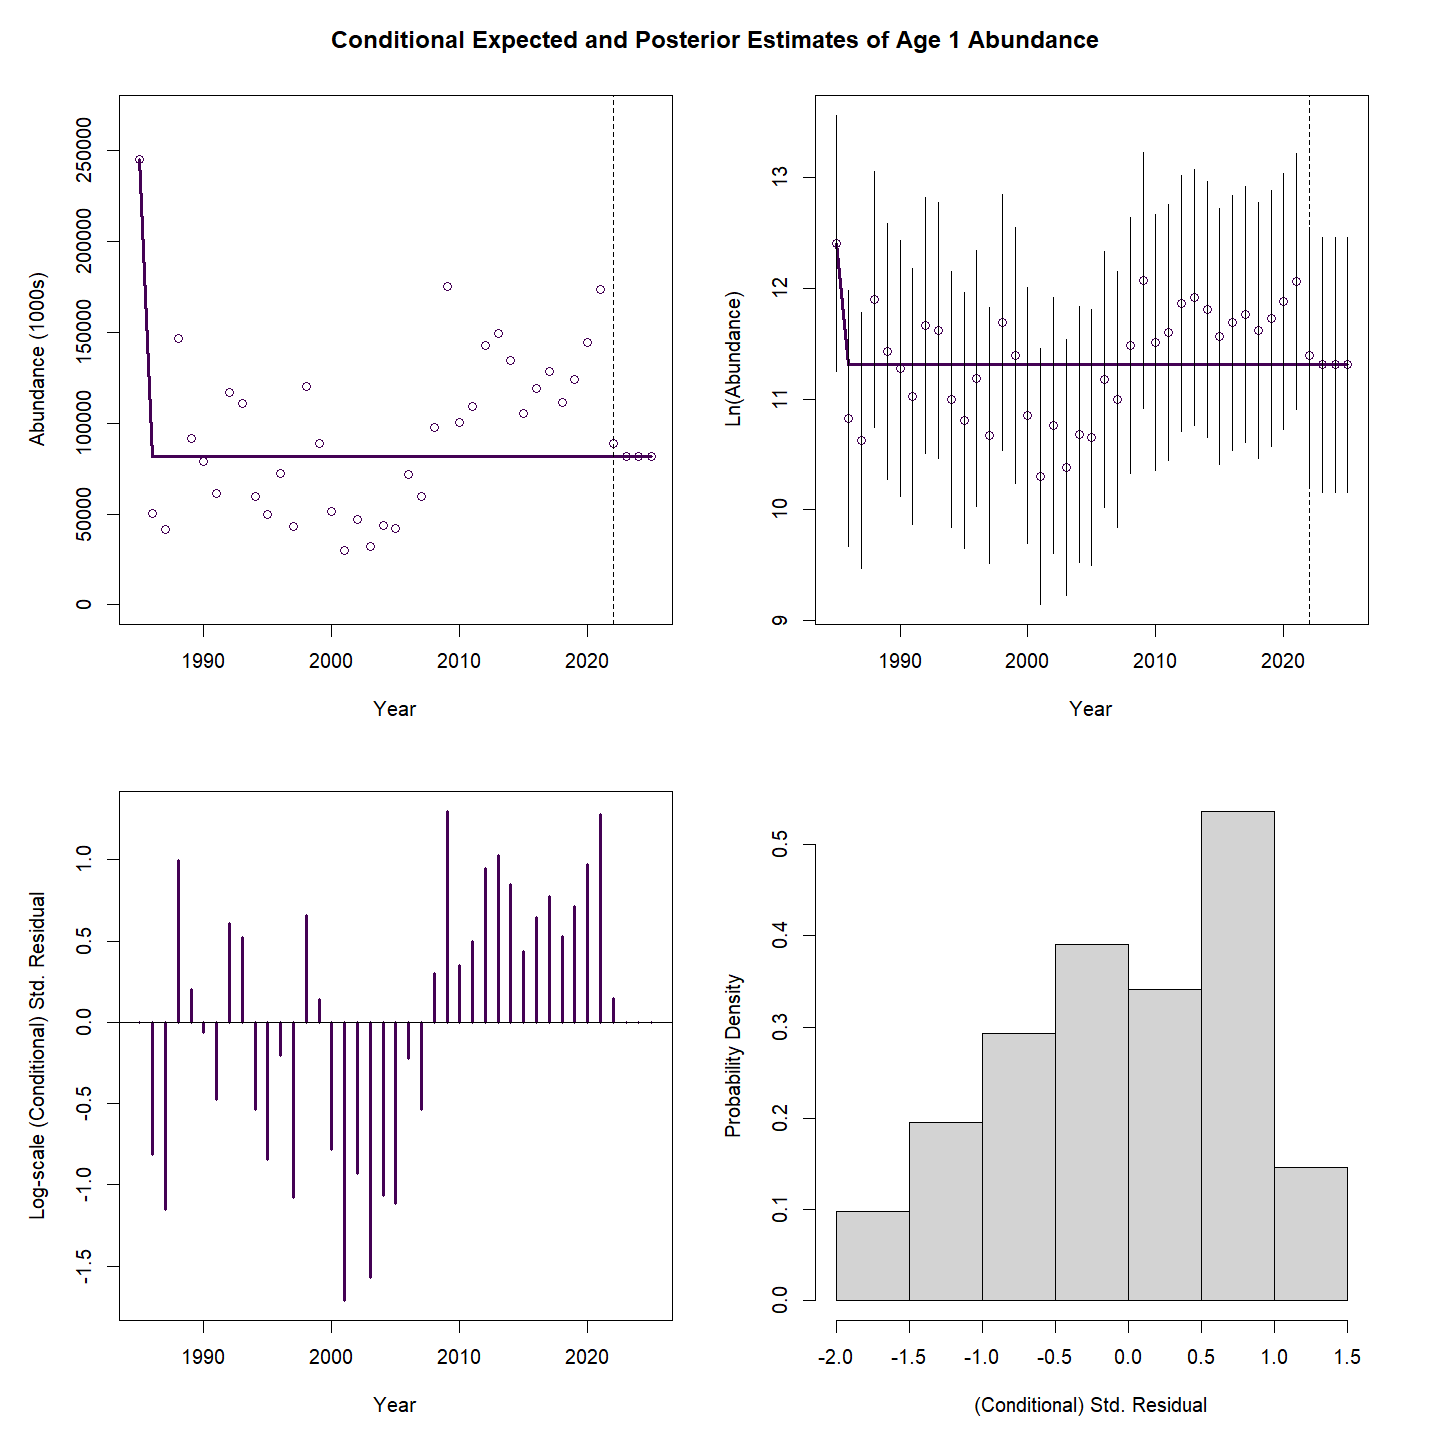 Conditional Expected and Posterior Estimates of Age 1 Abundance
Abundance (1000s)
250000
200000
150000
100000
50000
0
1990 2000 2010 2020
Year
Ln(Abundance)
13
12
11
10
9
1990 2000 2010 2020
Year
Log-scale (Conditional) Std. Residual
1.0
0.5
0.0
-0.5
-1.0
-1.5
1990 2000 2010 2020
Year
Probability Density
0.5
0.4
0.3
0.2
0.1
0.0
-2.0 -1.5 -1.0 -0.5 0.0 0.5 1.0 1.5
(Conditional) Std. Residual